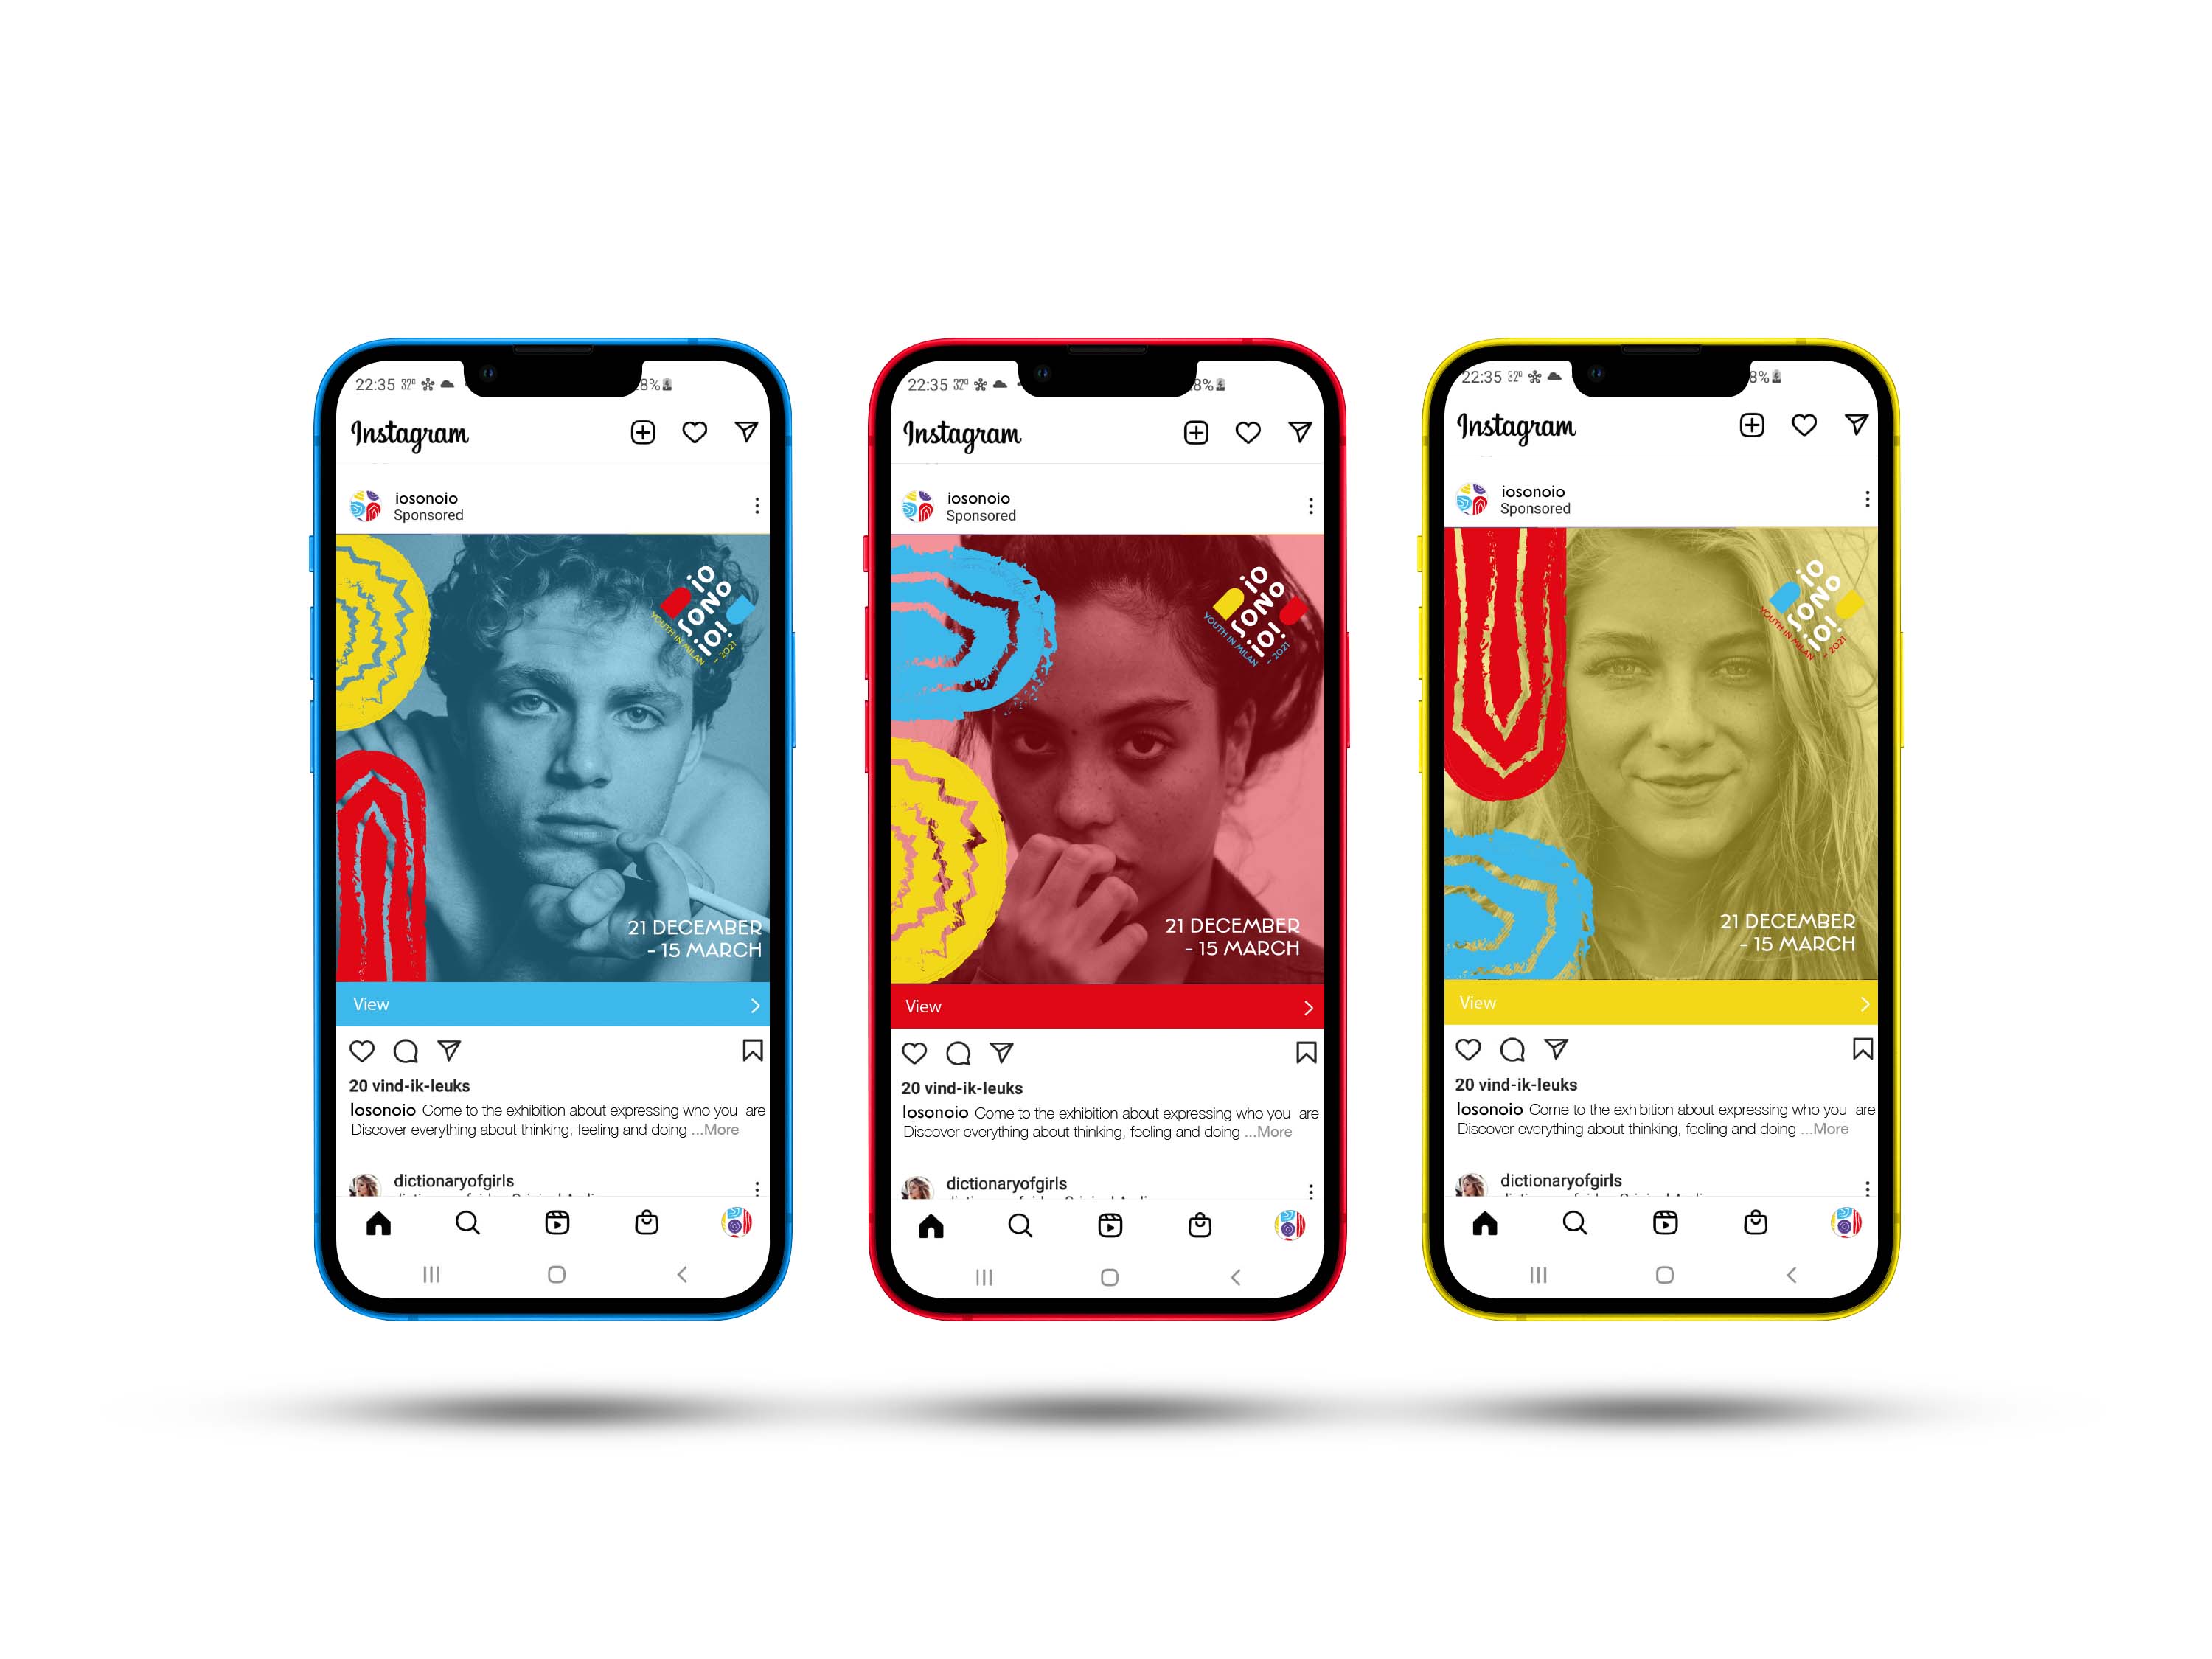 22:35 32°
8%
Instagram
iosonoio
Sponsored
iO
SONO
iO!
YOUTH IN MILAN - 2021
21 DECEMBER
- 15 MARCH
View
20 vind-ik-leuks
Iosonoio Come to the exhibition about expressing who you are
Discover everything about thinking, feeling and doing ...More
dictionaryofgirls
22:35 32°
8%
Instagram
iosonoio
Sponsored
iO
SONO
iO!
YOUTH IN MILAN - 2021
21 DECEMBER
- 15 MARCH
View
20 vind-ik-leuks
Iosonoio Come to the exhibition about expressing who you are
Discover everything about thinking, feeling and doing ...More
dictionaryofgirls
22:35 32°
8%
Instagram
iosonoio
Sponsored
iO
SONO
iO!
YOUTH IN MILAN - 2021
21 DECEMBER
- 15 MARCH
View
20 vind-ik-leuks
Iosonoio Come to the exhibition about expressing who you are
Discover everything about thinking, feeling and doing ...More
dictionaryofgirls